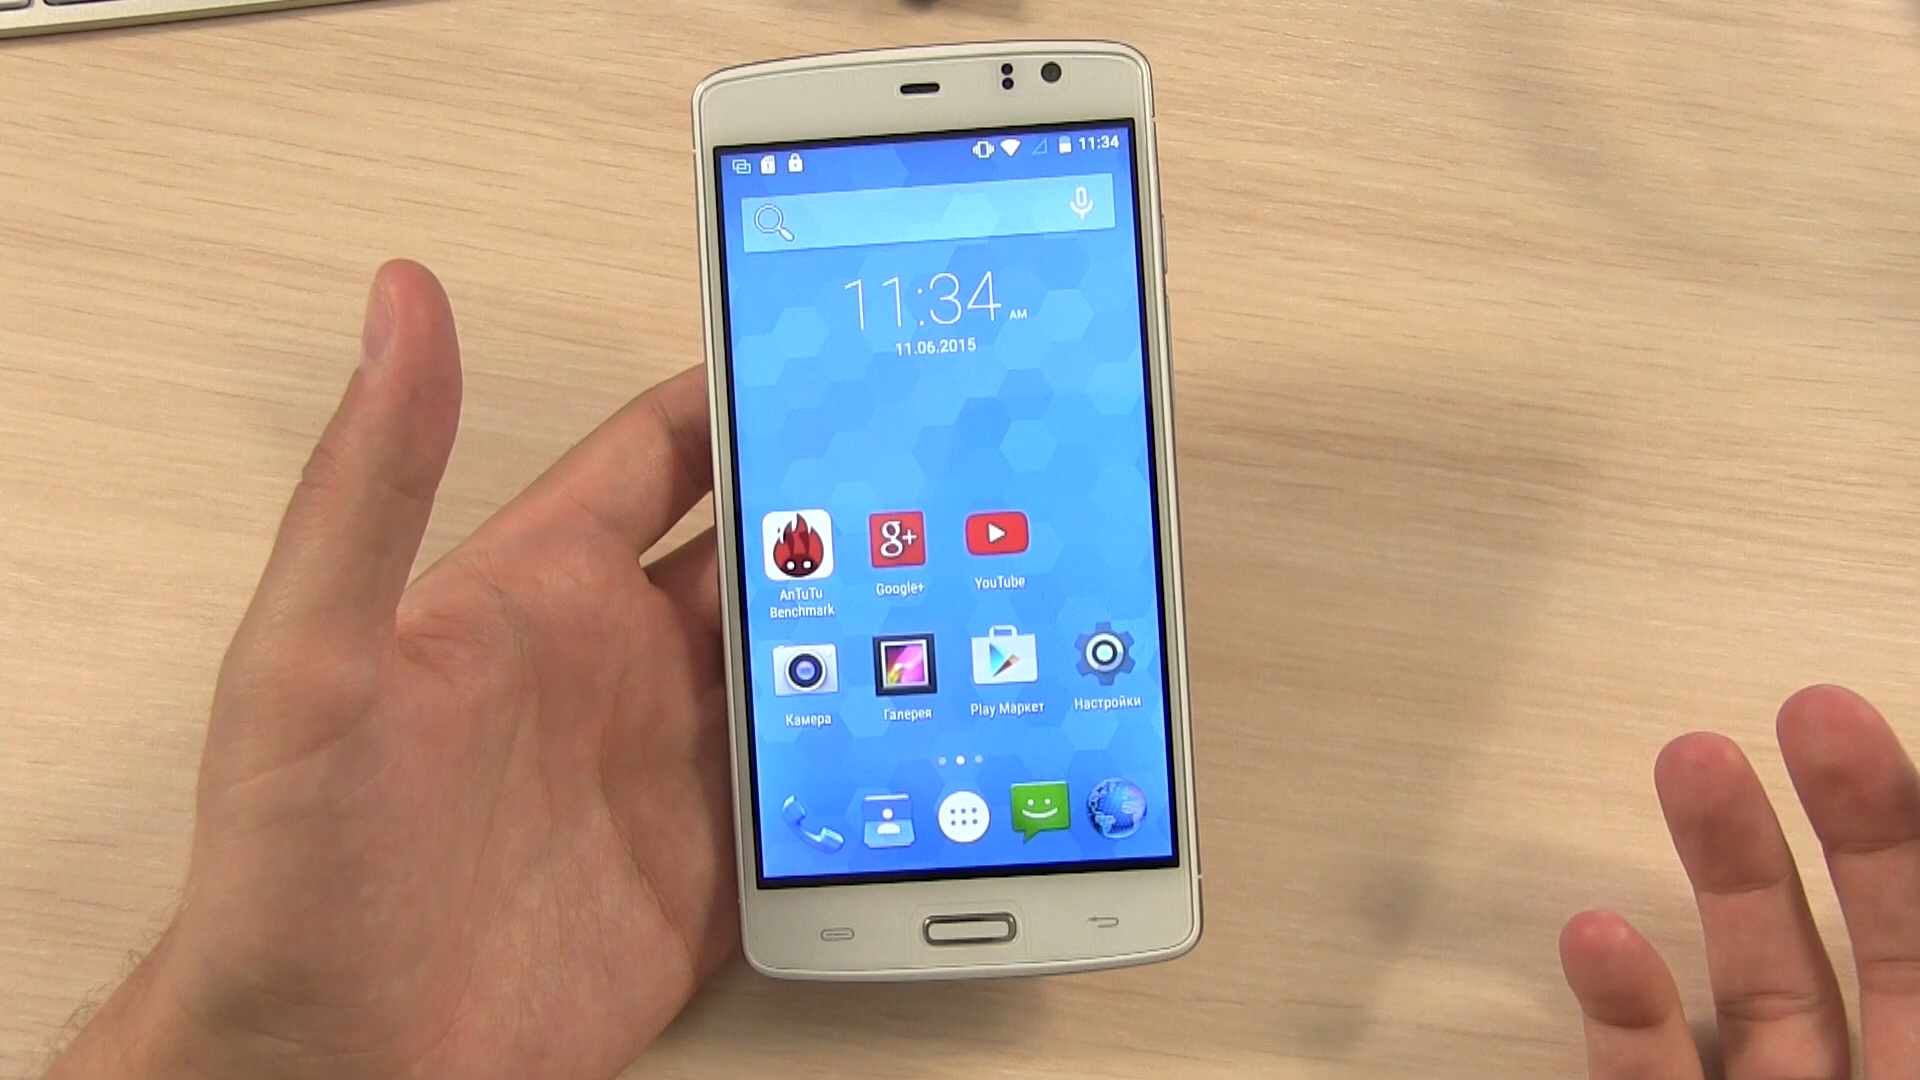 11:34
11:34 AM
11.06.2015
g+
AnTuTu
Benchmark
Google+
YouTube
Камера
Галерея
Play Маркет
Настройки